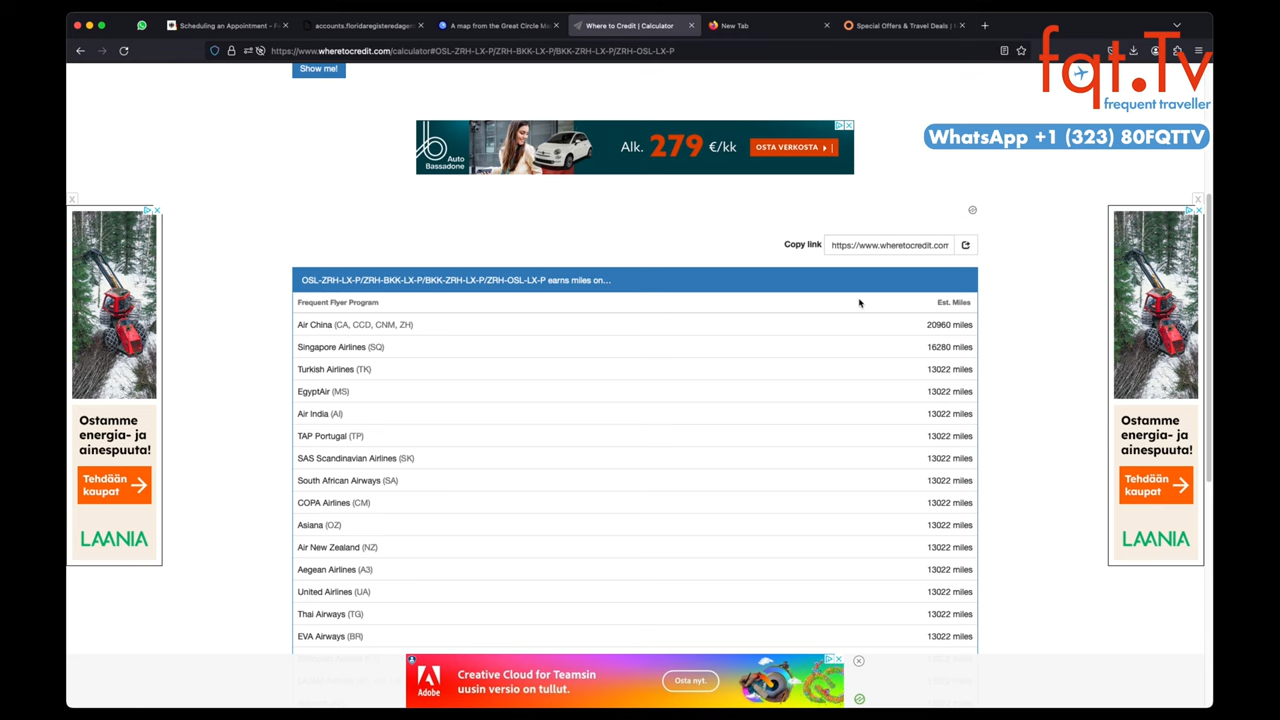 Scheduling an Appointment - F
accounts.floridaregisteredagen
A map from the Great Circle Ma
Where to Credit | Calculator
New Tab
Special Offers & Travel Deals |
https://www.wheretocredit.com/calculator#OSL-ZRH-LX-P/ZRH-BKK-LX-P/BKK-ZRH-LX-P/ZRH-OSL-LX-P
fqt.Tv
frequent traveller
WhatsApp +1 (323) 80FQTTV
Show me!
b
Auto
Bassadone
Alk. 279 €/kk
OSTA VERKOSTA
X
X
Copy link https://www.wheretocredit.com
OSL-ZRH-LX-P/ZRH-BKK-LX-P/BKK-ZRH-LX-P/ZRH-OSL-LX-P earns miles on...
Frequent Flyer Program Est. Miles
Air China (CA, CCD, CNM, ZH) 20960 miles
Singapore Airlines (SQ) 16280 miles
Turkish Airlines (TK) 13022 miles
EgyptAir (MS) 13022 miles
Air India (AI) 13022 miles
TAP Portugal (TP) 13022 miles
SAS Scandinavian Airlines (SK) 13022 miles
South African Airways (SA) 13022 miles
COPA Airlines (CM) 13022 miles
Asiana (OZ) 13022 miles
Air New Zealand (NZ) 13022 miles
Aegean Airlines (A3) 13022 miles
United Airlines (UA) 13022 miles
Thai Airways (TG) 13022 miles
EVA Airways (BR) 13022 miles
Ostamme
energia- ja
ainespuuta!
Tehdään
kaupat
LAANIA
Ostamme
energia- ja
ainespuuta!
Tehdään
kaupat
LAANIA
Adobe
Creative Cloud for Teamsin
uusin versio on tullut.
Osta nyt.